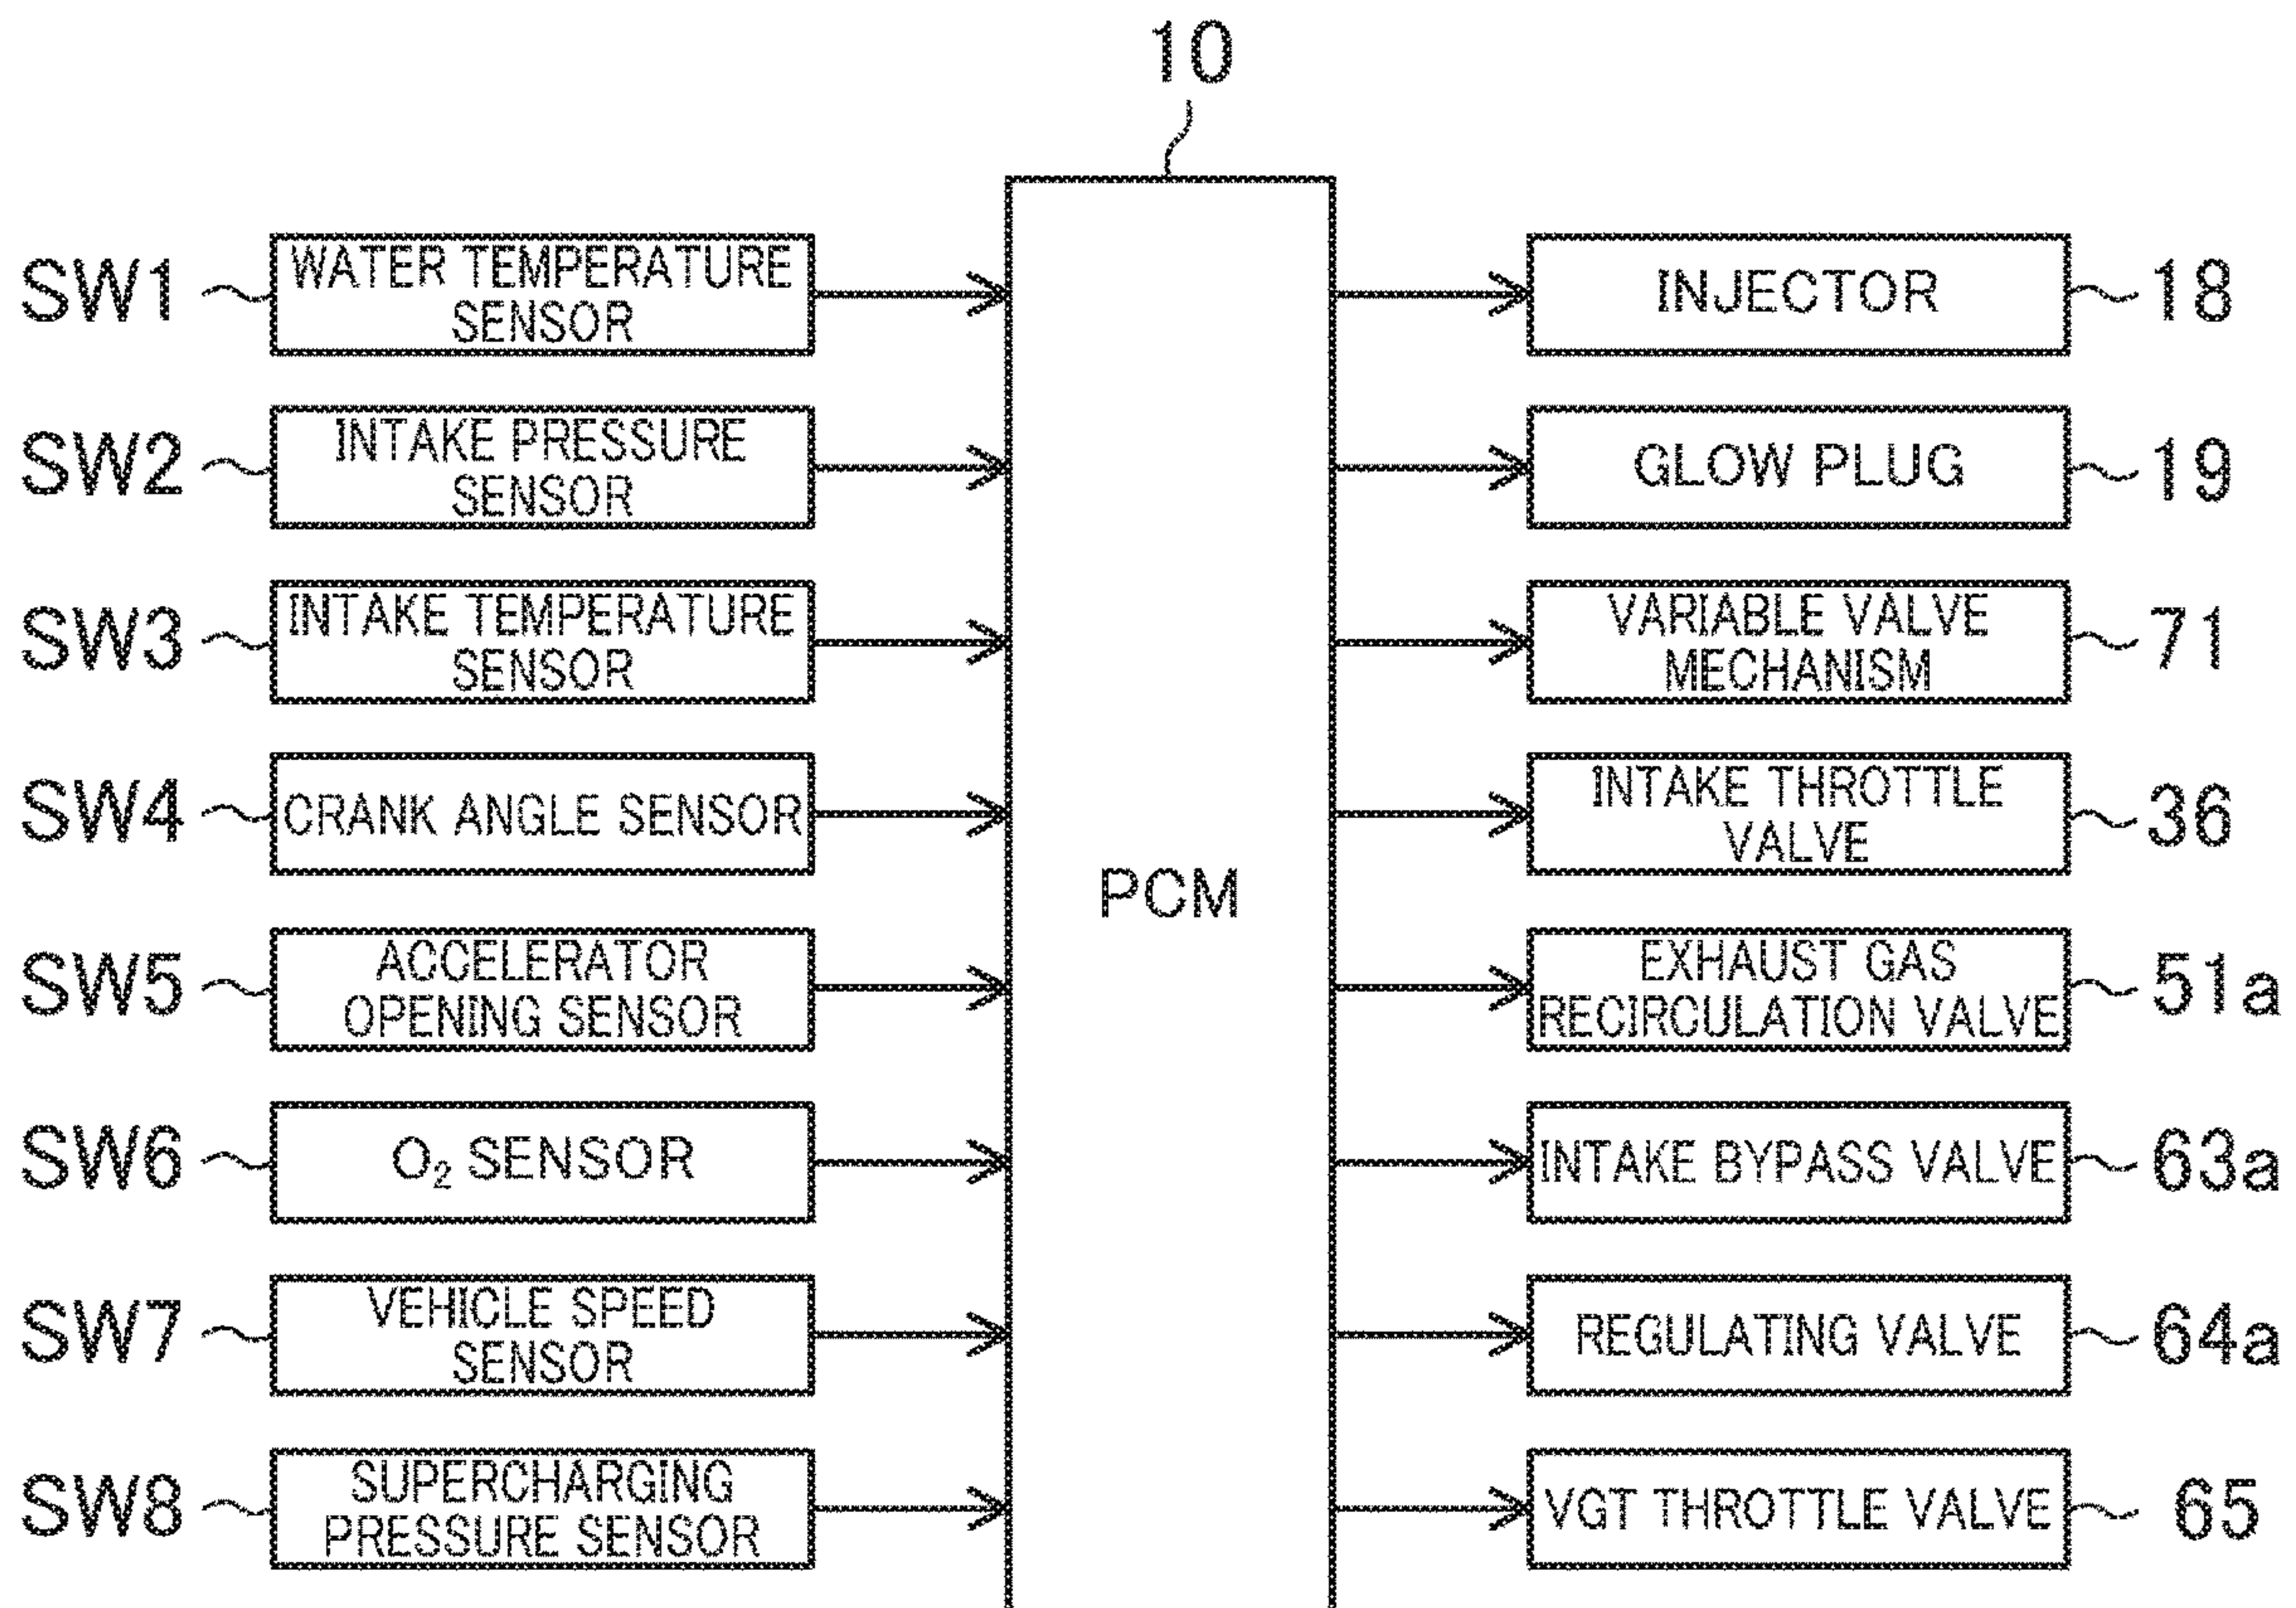 10
SW1
WATER TEMPERATURE
SENSOR
INJECTOR
18
SW2
INTAKE PRESSURE
SENSOR
GLOW PLUG
19
SW3
INTAKE TEMPERATURE
SENSOR
VARIABLE VALVE
MECHANISM
71
SW4
CRANK ANGLE SENSOR
INTAKE THROTTLE
VALVE
36
PCM
SW5
ACCELERATOR
OPENING SENSOR
EXHAUST GAS
RECIRCULATION VALVE
51a
SW6
O₂ SENSOR
INTAKE BYPASS VALVE
63a
SW7
VEHICLE SPEED
SENSOR
REGULATING VALVE
64a
SW8
SUPERCHARGING
PRESSURE SENSOR
VGT THROTTLE VALVE
65